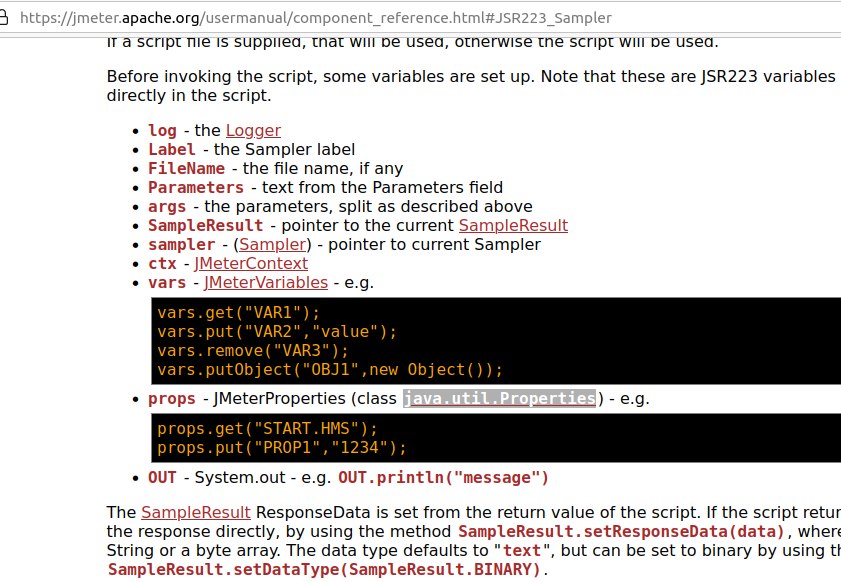 https://jmeter.apache.org/usermanual/component_reference.html#JSR223_Sampler
If a script file is supplied, that will be used, otherwise the script will be used.
Before invoking the script, some variables are set up. Note that these are JSR223 variables
directly in the script.
• log - the Logger
• Label - the Sampler label
• FileName - the file name, if any
• Parameters - text from the Parameters field
• args - the parameters, split as described above
• SampleResult - pointer to the current SampleResult
• sampler - (Sampler) - pointer to current Sampler
• ctx - JMeterContext
• vars - JMeterVariables - e.g.
vars.get("VAR1");
vars.put("VAR2","value");
vars.remove("VAR3");
vars.putObject("OBJ1",new Object());
• props - JMeterProperties (class java.util.Properties) - e.g.
props.get("START.HMS");
props.put("PROP1","1234");
• OUT - System.out - e.g. OUT.println("message")
The SampleResult ResponseData is set from the return value of the script. If the script retur
the response directly, by using the method SampleResult.setResponseData(data), where
String or a byte array. The data type defaults to "text", but can be set to binary by using th
SampleResult.setDataType(SampleResult.BINARY).